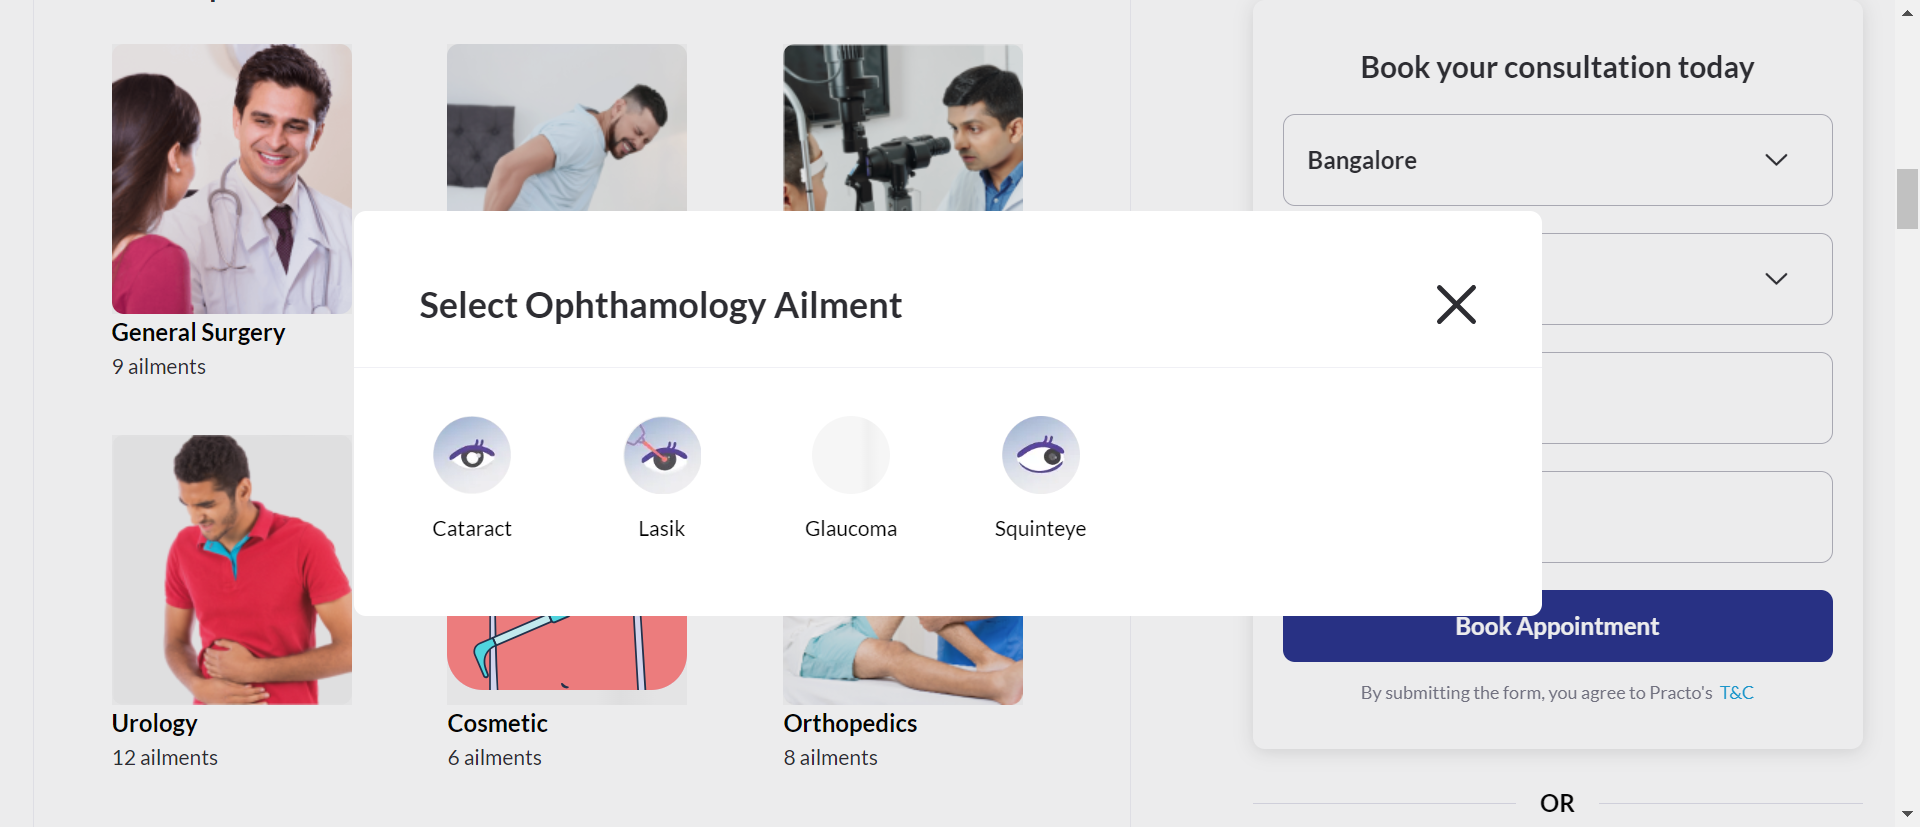 Book your consultation today
Bangalore
Select Ophthamology Ailment
General Surgery
9 ailments
Cataract
Lasik
Glaucoma
Squinteye
Book Appointment
By submitting the form, you agree to Practo's T&C
Urology
12 ailments
Cosmetic
6 ailments
Orthopedics
8 ailments
OR